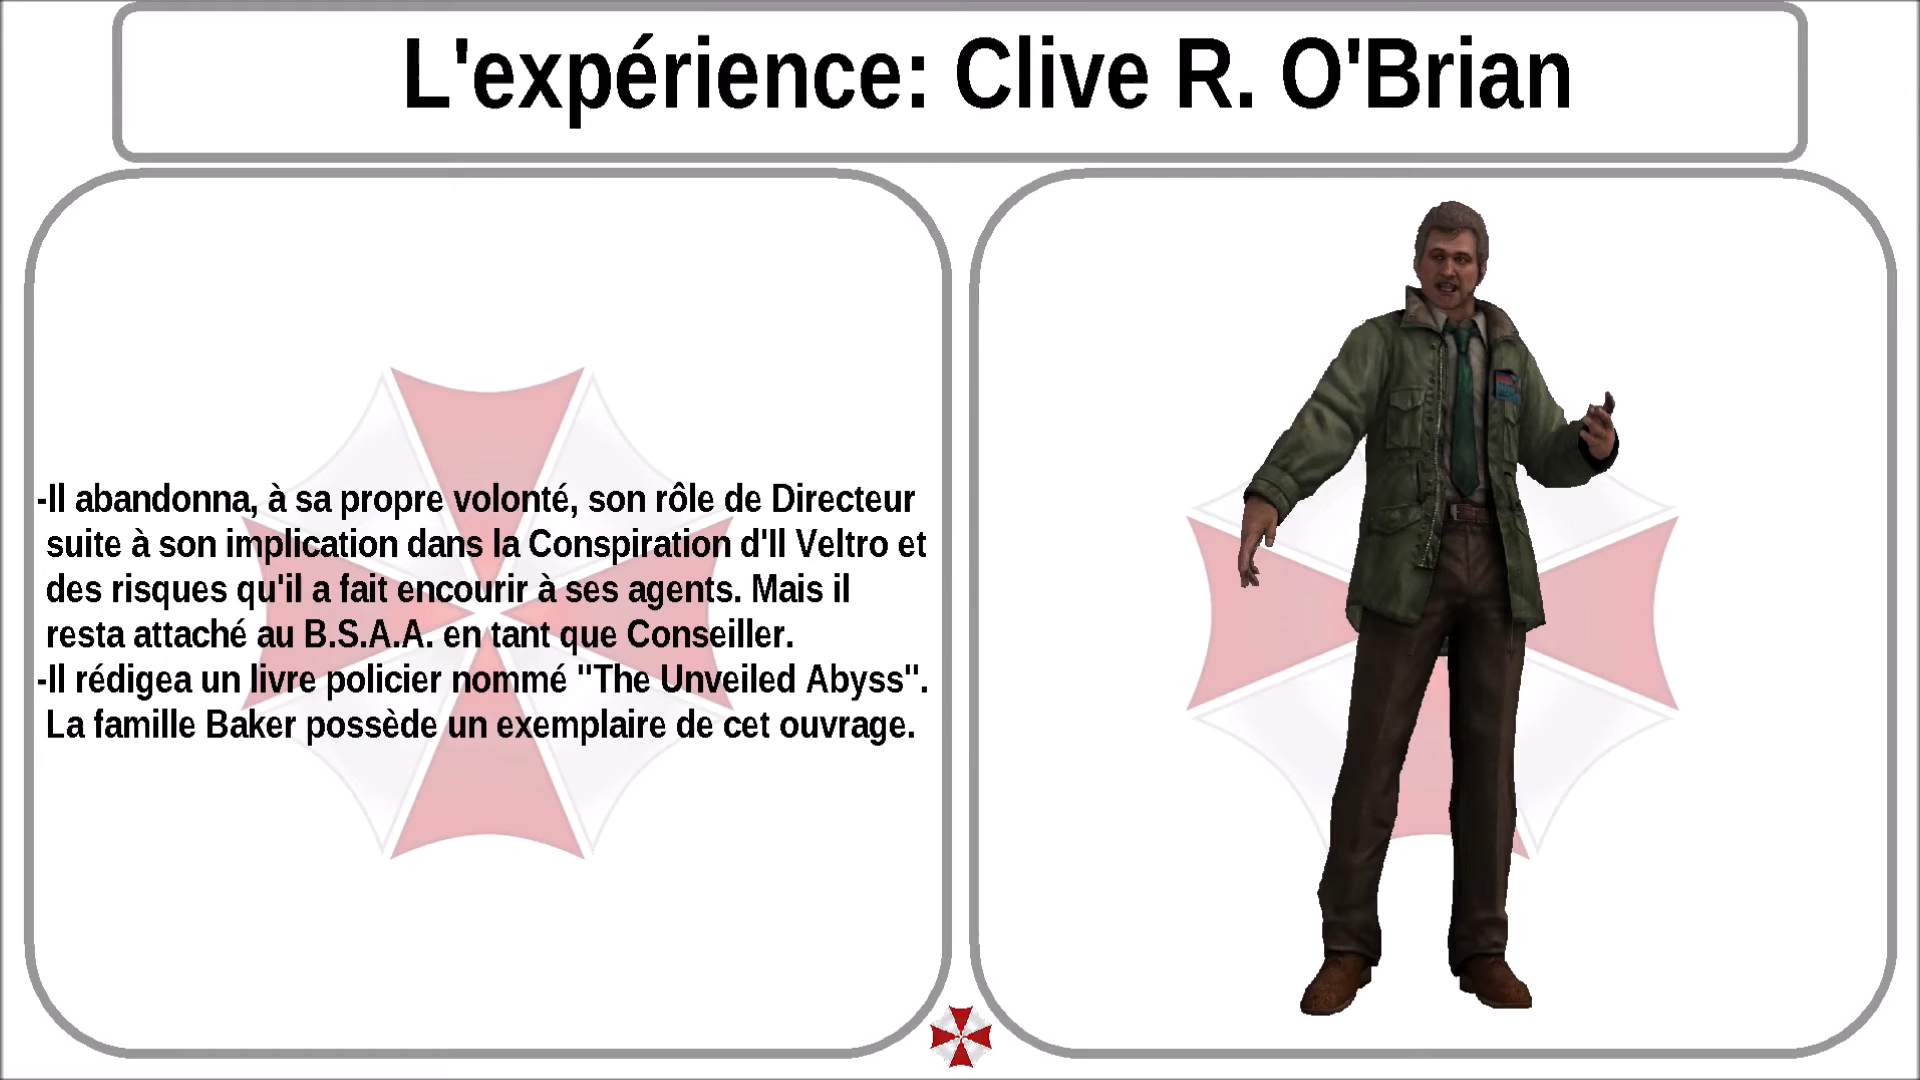 L'expérience: Clive R. O'Brian
-Il abandonna, à sa propre volonté, son rôle de Directeur
suite à son implication dans la Conspiration d'Il Veltro et
des risques qu'il a fait encourir à ses agents. Mais il
resta attaché au B.S.A.A. en tant que Conseiller.
-Il rédigea un livre policier nommé "The Unveiled Abyss".
La famille Baker possède un exemplaire de cet ouvrage.